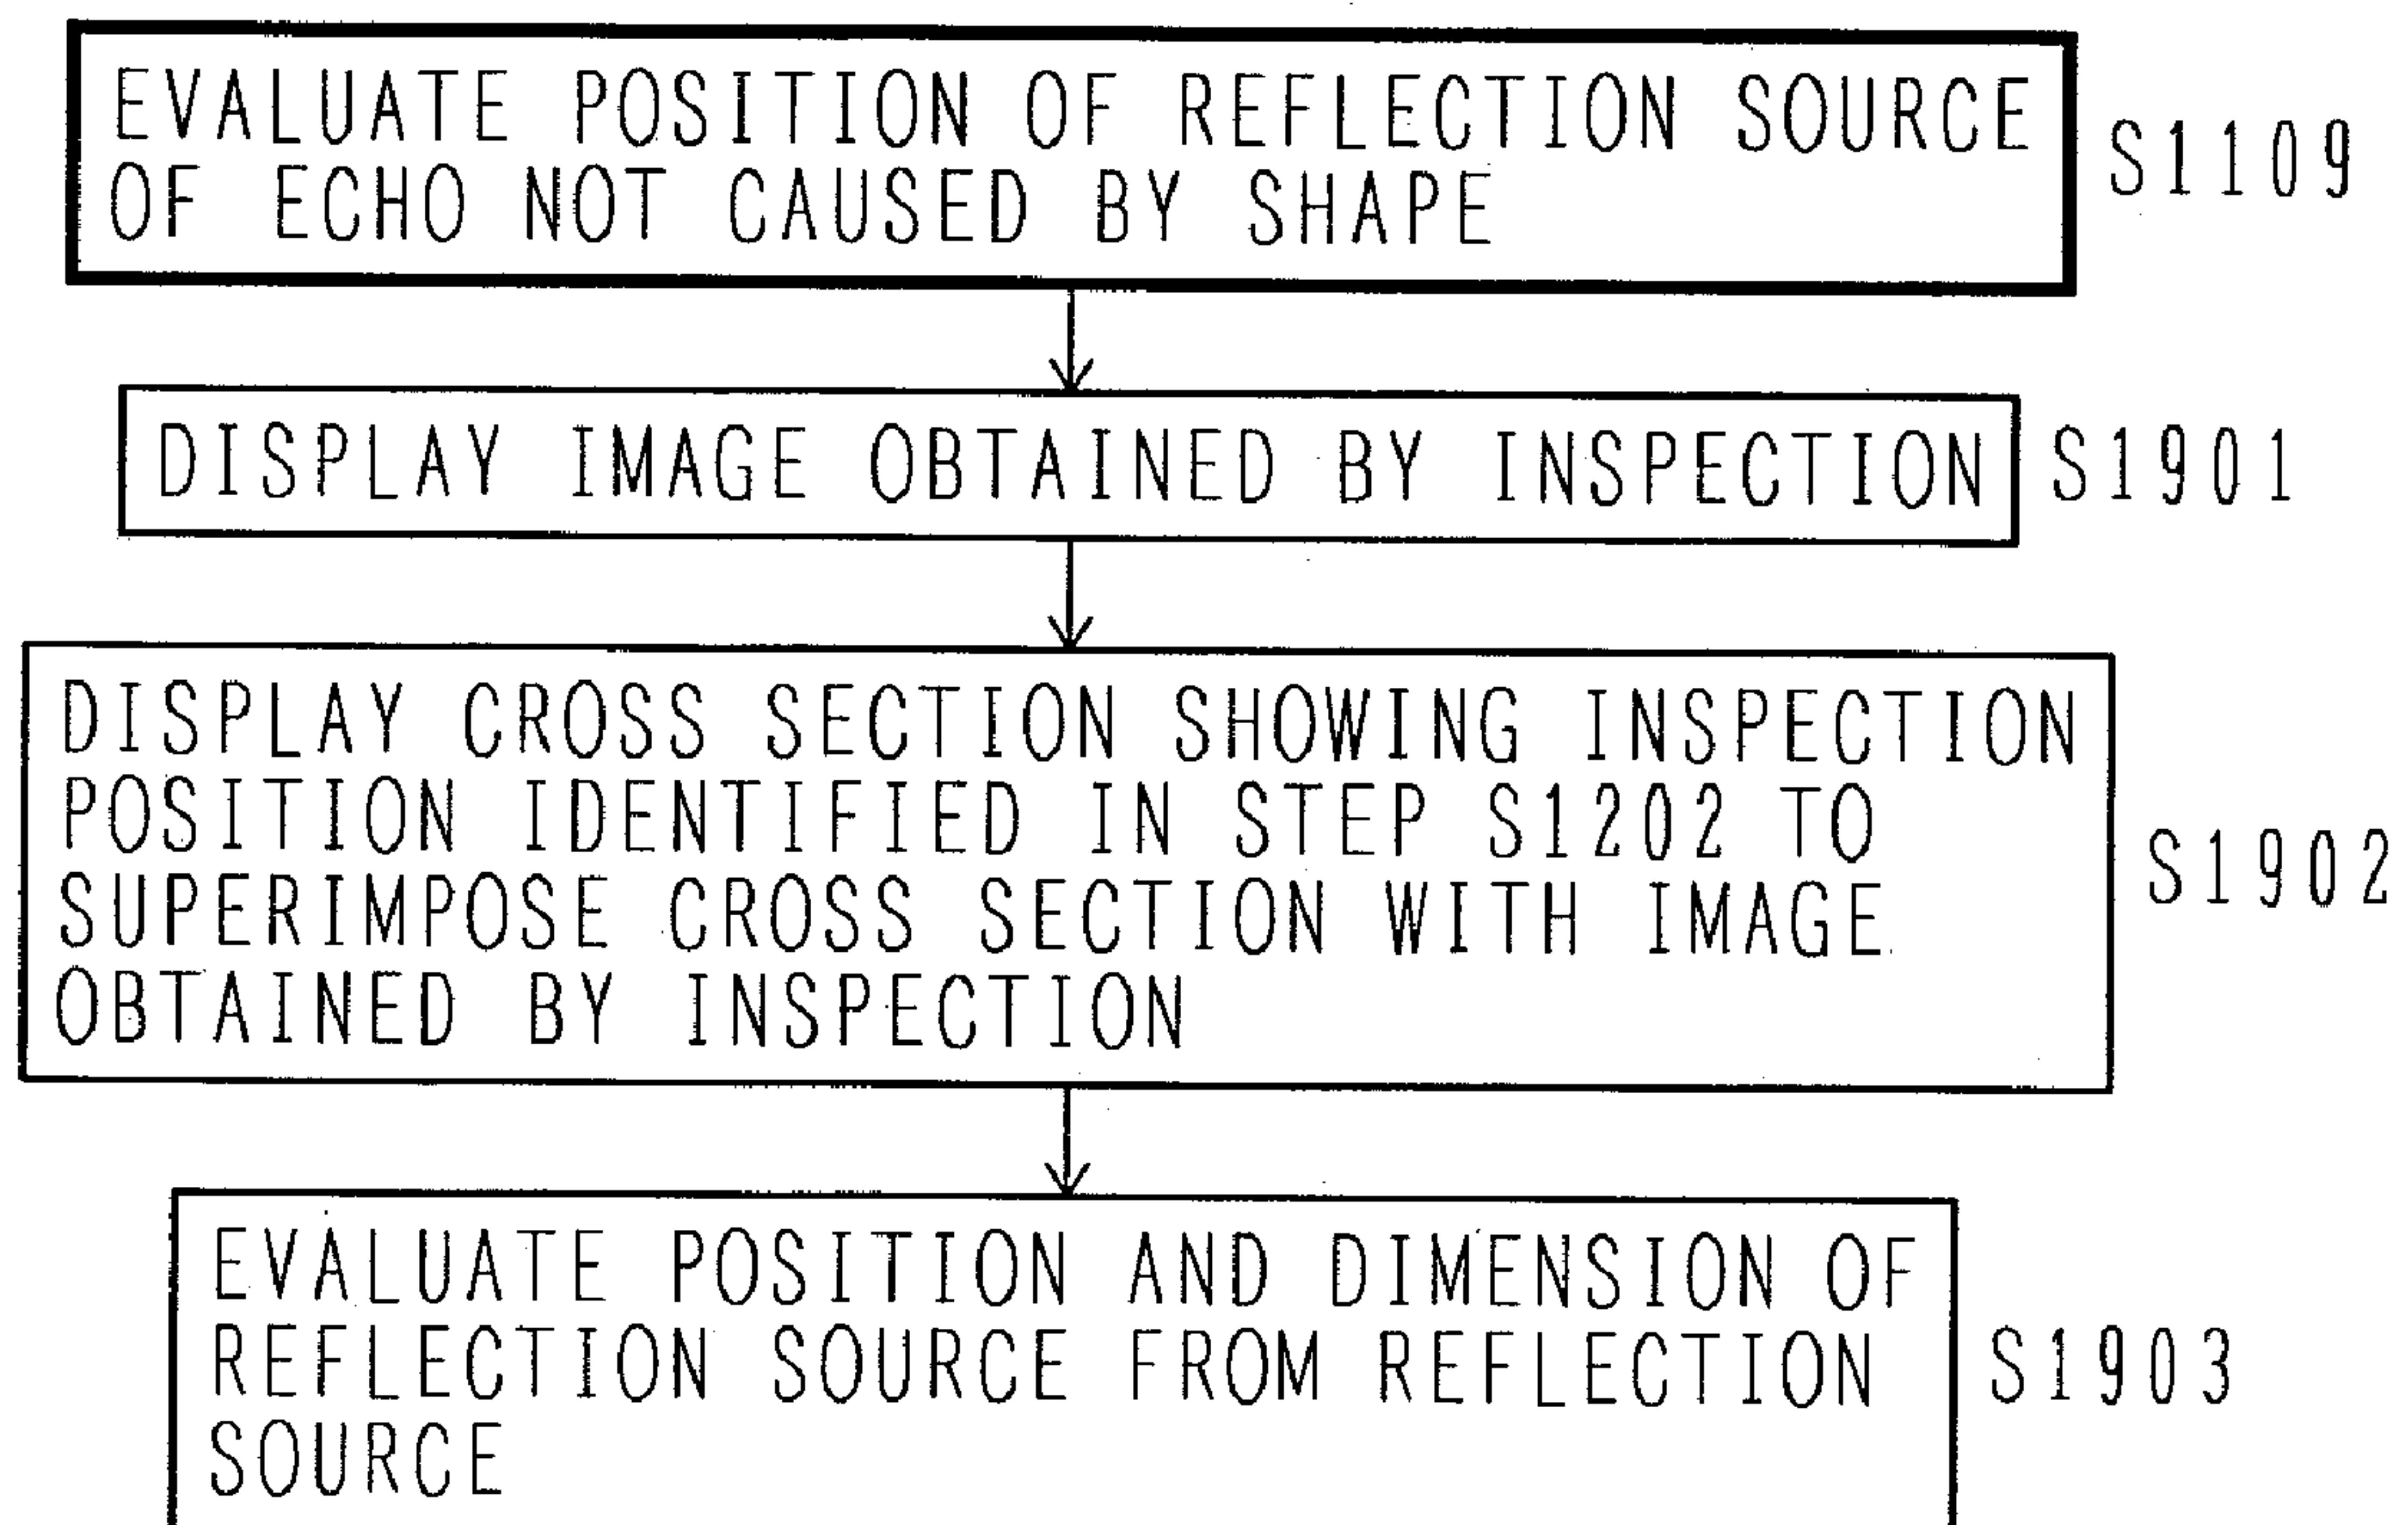 EVALUATE POSITION OF REFLECTION SOURCE
OF ECHO NOT CAUSED BY SHAPE
S1109
DISPLAY IMAGE OBTAINED BY INSPECTION
S1901
DISPLAY CROSS SECTION SHOWING INSPECTION
POSITION IDENTIFIED IN STEP S1202 TO
SUPERIMPOSE CROSS SECTION WITH IMAGE
OBTAINED BY INSPECTION
S1902
EVALUATE POSITION AND DIMENSION OF
REFLECTION SOURCE FROM REFLECTION
SOURCE
S1903